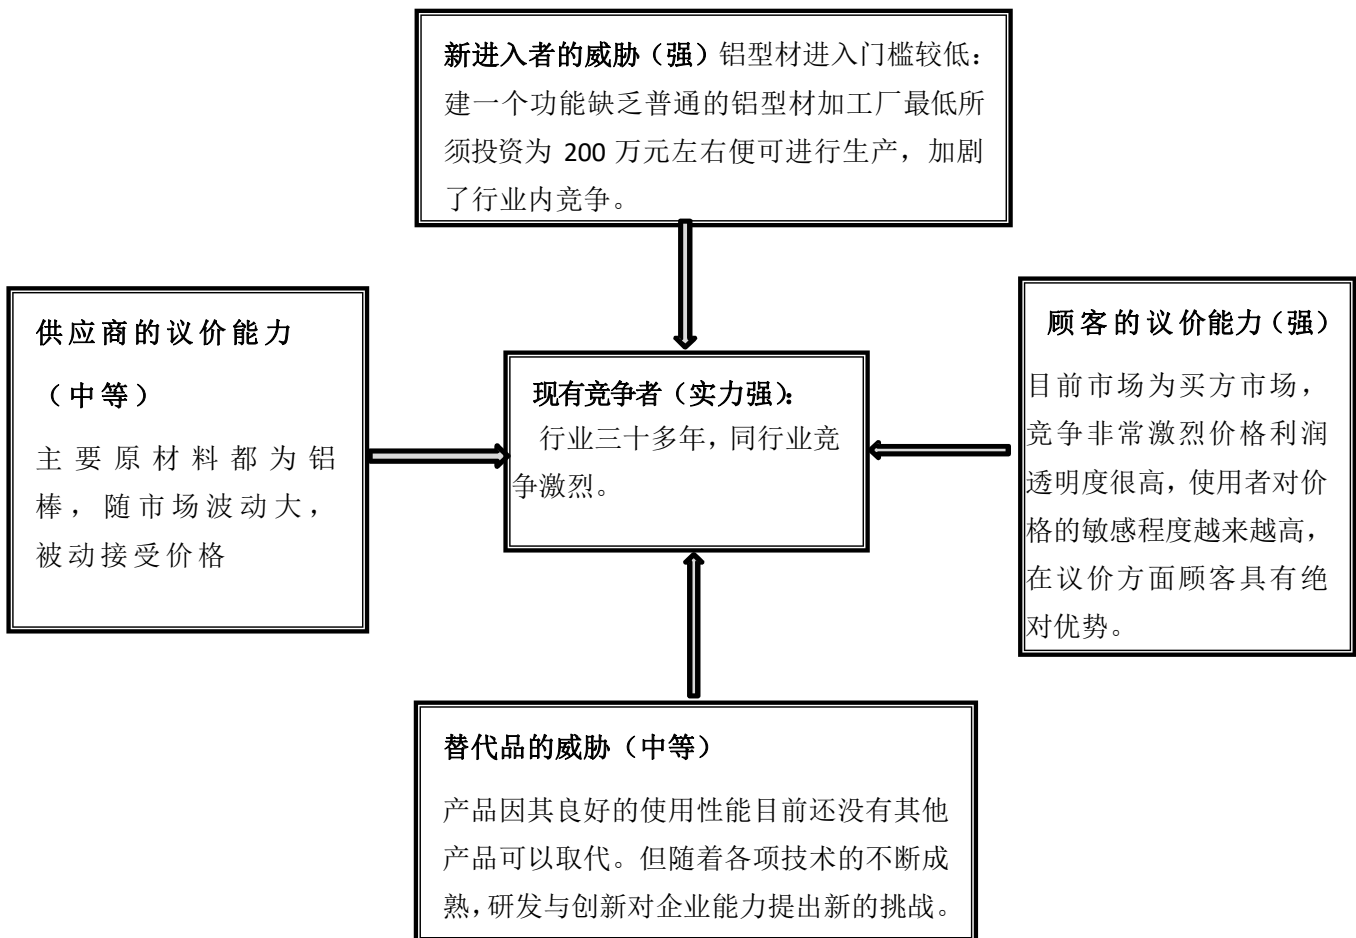 新进入者的威胁（强）铝型材进入门槛较低：
建一个功能缺乏普通的铝型材加工厂最低所
须投资为 200 万元左右便可进行生产，加剧
了行业内竞争。
供应商的议价能力
（中等）
主要原材料都为铝
棒，随市场波动大，
被动接受价格
现有竞争者（实力强）：
行业三十多年，同行业竞
争激烈。
顾客的议价能力（强）
目前市场为买方市场，
竞争非常激烈价格利润
透明度很高，使用者对价
格的敏感程度越来越高，
在议价方面顾客具有绝
对优势。
替代品的威胁（中等）
产品因其良好的使用性能目前还没有其他
产品可以取代。但随着各项技术的不断成
熟，研发与创新对企业能力提出新的挑战。